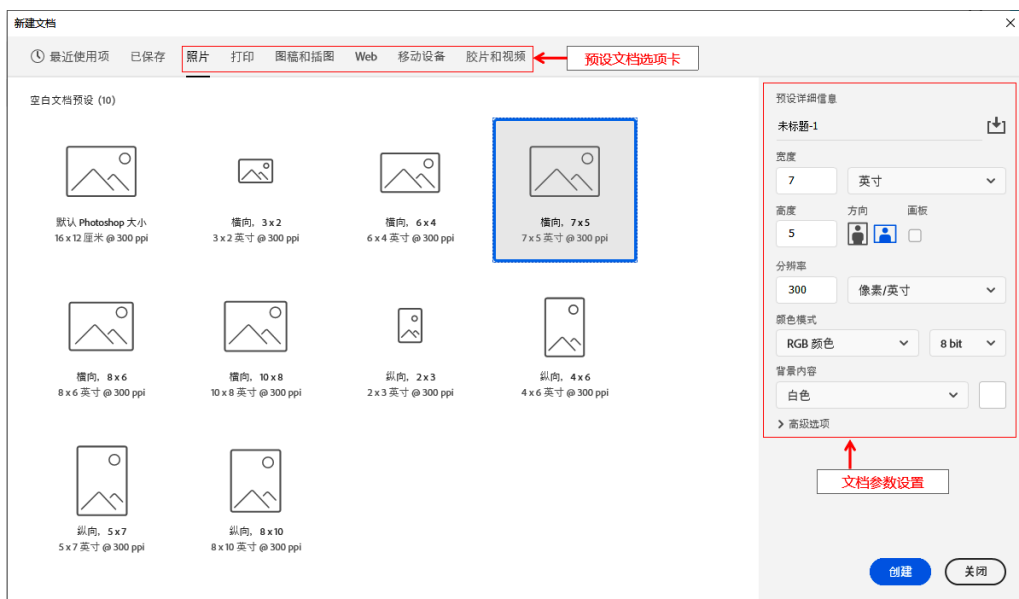 新建文档
最近使用项 已保存 照片 打印 图稿和插图 Web 移动设备 胶片和视频 预设文档选项卡
空白文档预设 (10)
默认 Photoshop 大小
16 x 12 厘米 @ 300 ppi
横向, 3 x 2
3 x 2 英寸 @ 300 ppi
横向, 6 x 4
6 x 4 英寸 @ 300 ppi
横向, 7 x 5
7 x 5 英寸 @ 300 ppi
横向, 8 x 6
8 x 6 英寸 @ 300 ppi
横向, 10 x 8
10 x 8 英寸 @ 300 ppi
纵向, 2 x 3
2 x 3 英寸 @ 300 ppi
纵向, 4 x 6
4 x 6 英寸 @ 300 ppi
纵向, 5 x 7
5 x 7 英寸 @ 300 ppi
纵向, 8 x 10
8 x 10 英寸 @ 300 ppi
预设详细信息
未标题-1
宽度
7 英寸
高度 方向 画板
5
分辨率
300 像素/英寸
颜色模式
RGB 颜色 8 bit
背景内容
白色
高级选项
文档参数设置
创建 关闭